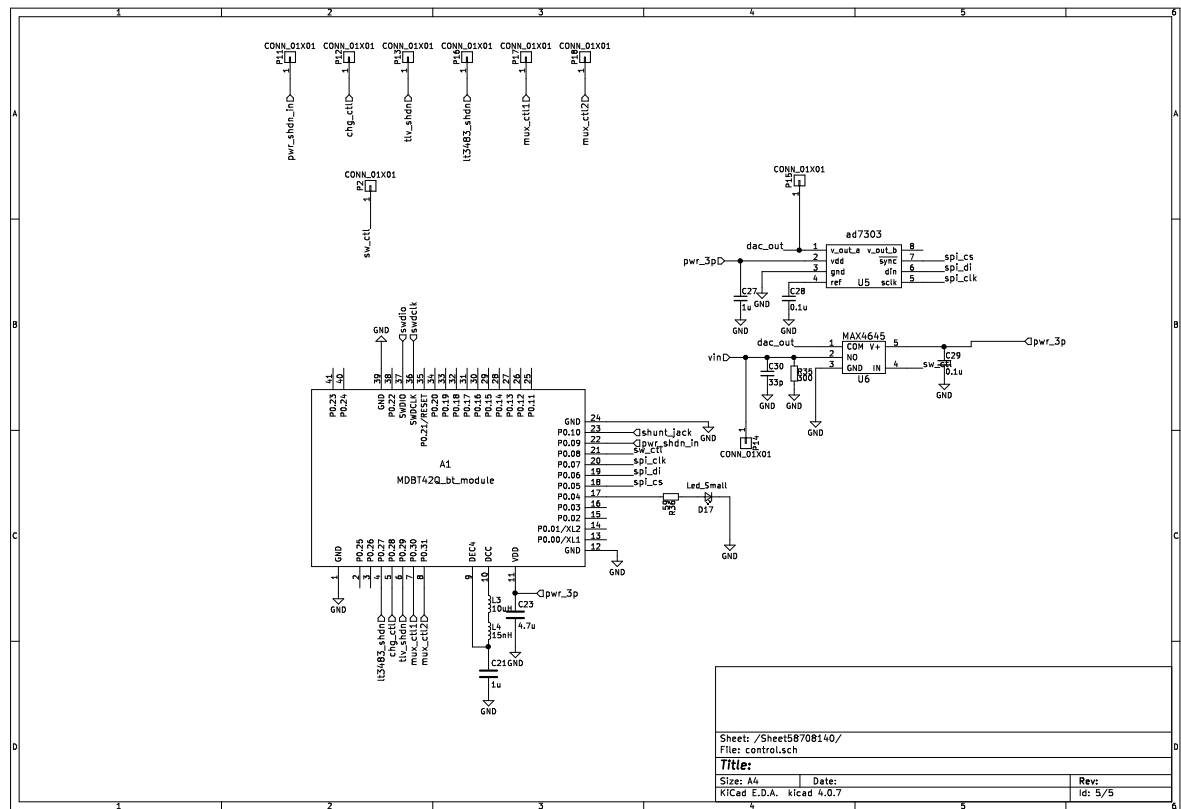 1 2 3 4 5 6
CONN_01X01 CONN_01X01 CONN_01X01 CONN_01X01 CONN_01X01 CONN_01X01
P11 P12 P13 P16 P17 P18
1 1 1 1 1 1
pwr_shdn_in chg_ctl tlv_shdn lt3483_shdn mux_ctl1 mux_ctl2
A A
CONN_01X01
P2
1
sw_ctl
CONN_01X01
P15
1
ad7303
dac_out 1 v_out_a v_out_b 8
pwr_3p 2 vdd sync 7 spi_cs
3 gnd din 6 spi_di
4 ref sclk 5 spi_clk
U5
C27 1u GND C28 0.1u
GND GND
B B
MAX4645
dac_out 1 COM V+ 5 pwr_3p
vin 2 NO
3 GND IN 4 sw_ctl
U6
C29 0.1u
C30 33p R35 300
GND GND GND GND
1
P14
CONN_01X01
GND swdio swdclk
41 40 39 38 37 36 35 34 33 32 31 30 29 28 27 26 25
P0.23 P0.24 GND P0.22 SWDIO SWDCLK P0.21/RESET P0.20 P0.19 P0.18 P0.17 P0.16 P0.15 P0.14 P0.13 P0.12 P0.11
GND 24 GND
P0.10 23 shunt_jack
P0.09 22 pwr_shdn_in
P0.08 21 sw_ctl
P0.07 20 spi_clk
P0.06 19 spi_di
P0.05 18 spi_cs
P0.04 17
P0.03 16
P0.02 15
P0.01/XL2 14
P0.00/XL1 13
GND 12
GND
A1
MDBT42Q_bt_module
R36
Led_Small
D17
GND
C C
GND P0.25 P0.26 P0.27 P0.28 P0.29 P0.30 P0.31 DEC4 DCC VDD
1 2 3 4 5 6 7 8 9 10 11
GND
lt3483_shdn chg_ctl tlv_shdn mux_ctl1 mux_ctl2
pwr_3p
L3 10uH
C23 4.7u
L4 15nH
C21 1u
GND
GND
Sheet: /Sheet58708140/
File: control.sch
Title:
Size: A4 Date: Rev:
KiCad E.D.A. kicad 4.0.7 Id: 5/5
D D
1 2 3 4 5 6